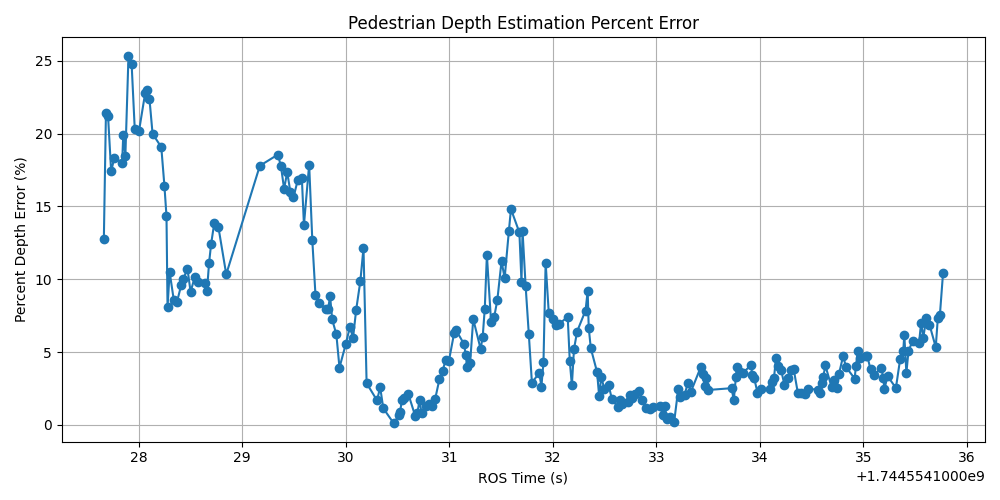 Pedestrian Depth Estimation Percent Error
Percent Depth Error (%)
25
20
15
10
5
0
28 29 30 31 32 33 34 35 36
ROS Time (s)
+1.7445541000e9